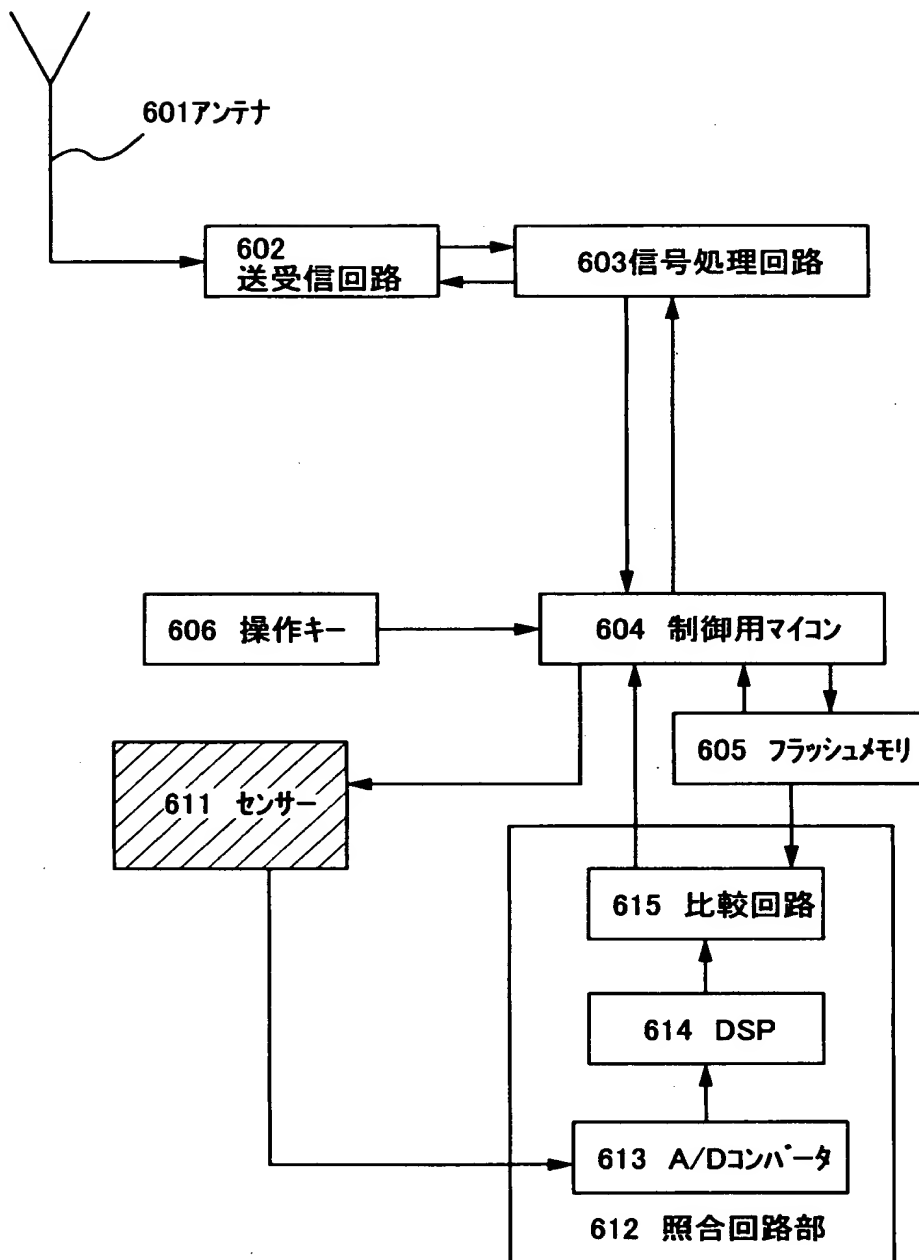 601アンテナ
602
送受信回路
603信号処理回路
606 操作キー
604 制御用マイコン
605 フラッシュメモリ
611 センサー
615 比較回路
614 DSP
613 A/Dコンバータ
612 照合回路部